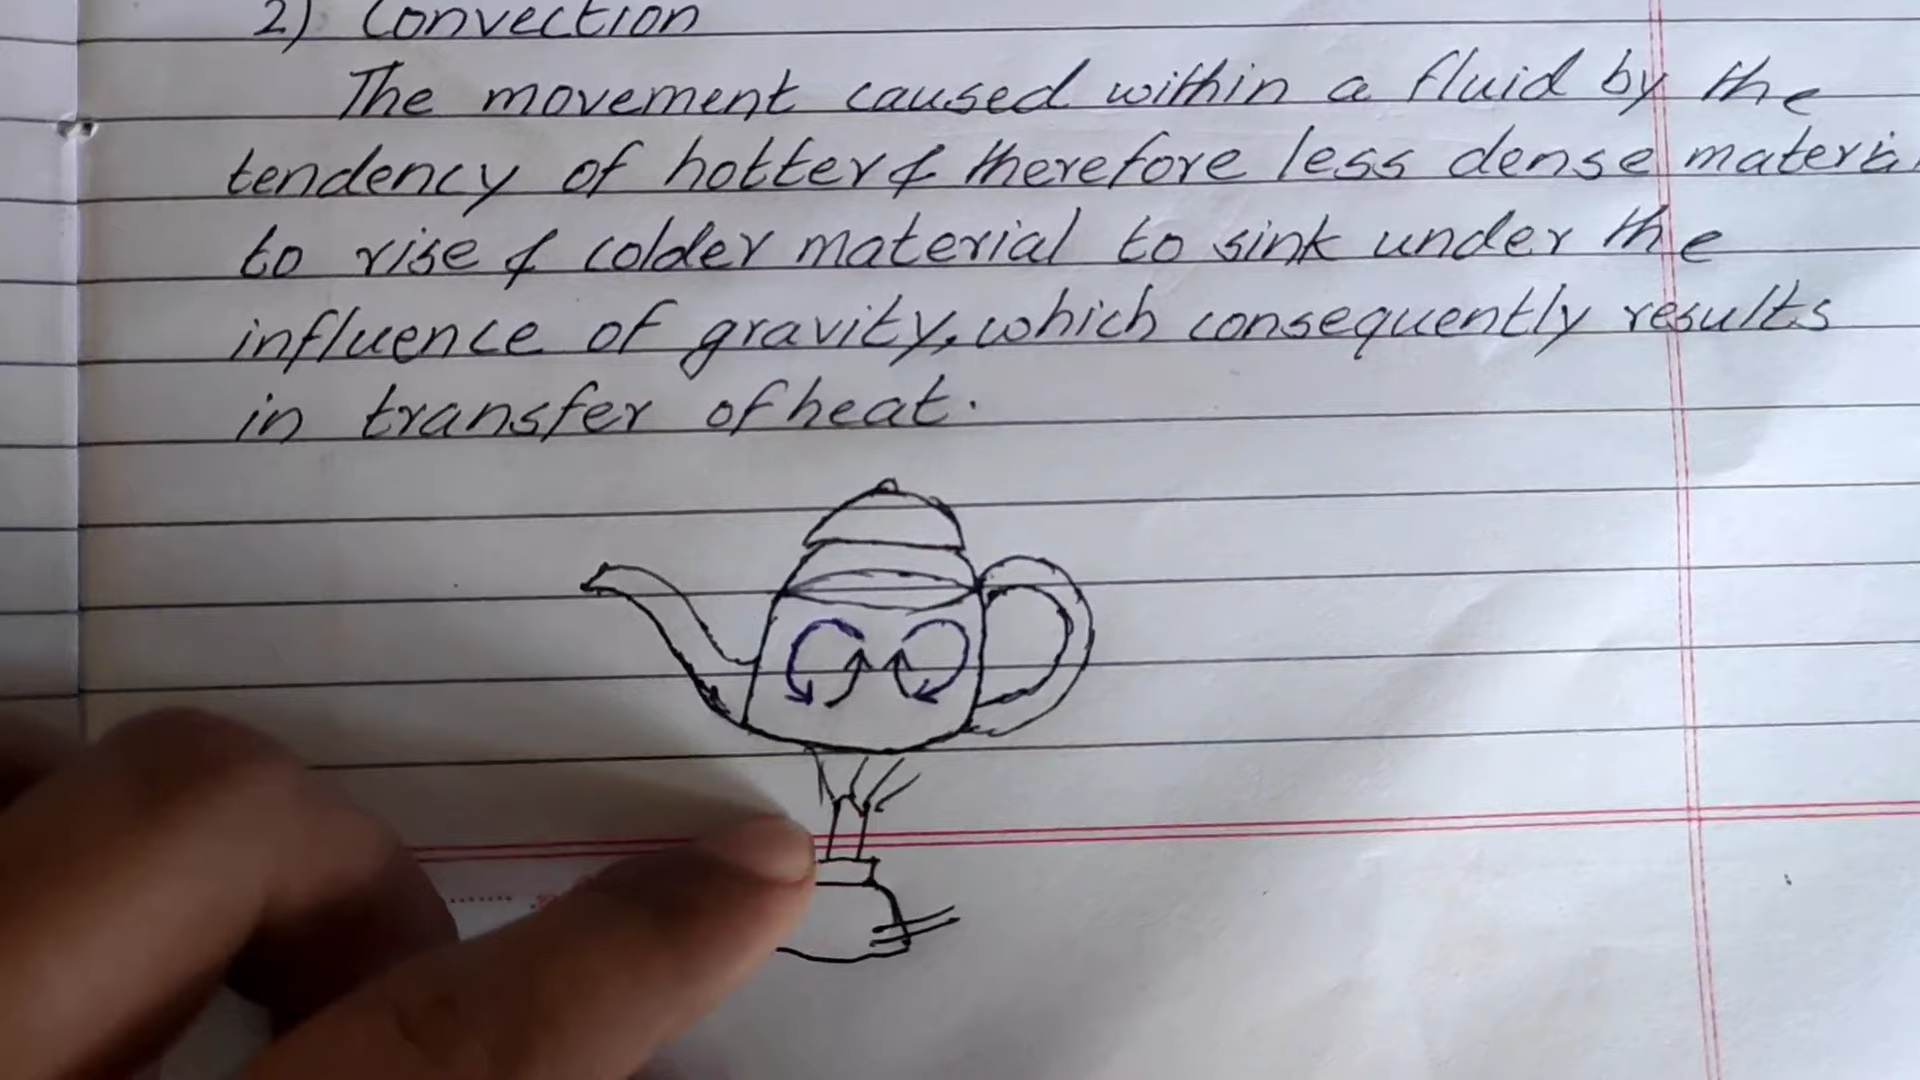 2) Convection
The movement caused within a fluid by the
tendency of hotter & therefore less dense materia
to rise & colder material to sink under the
influence of gravity, which consequently results
in transfer of heat.